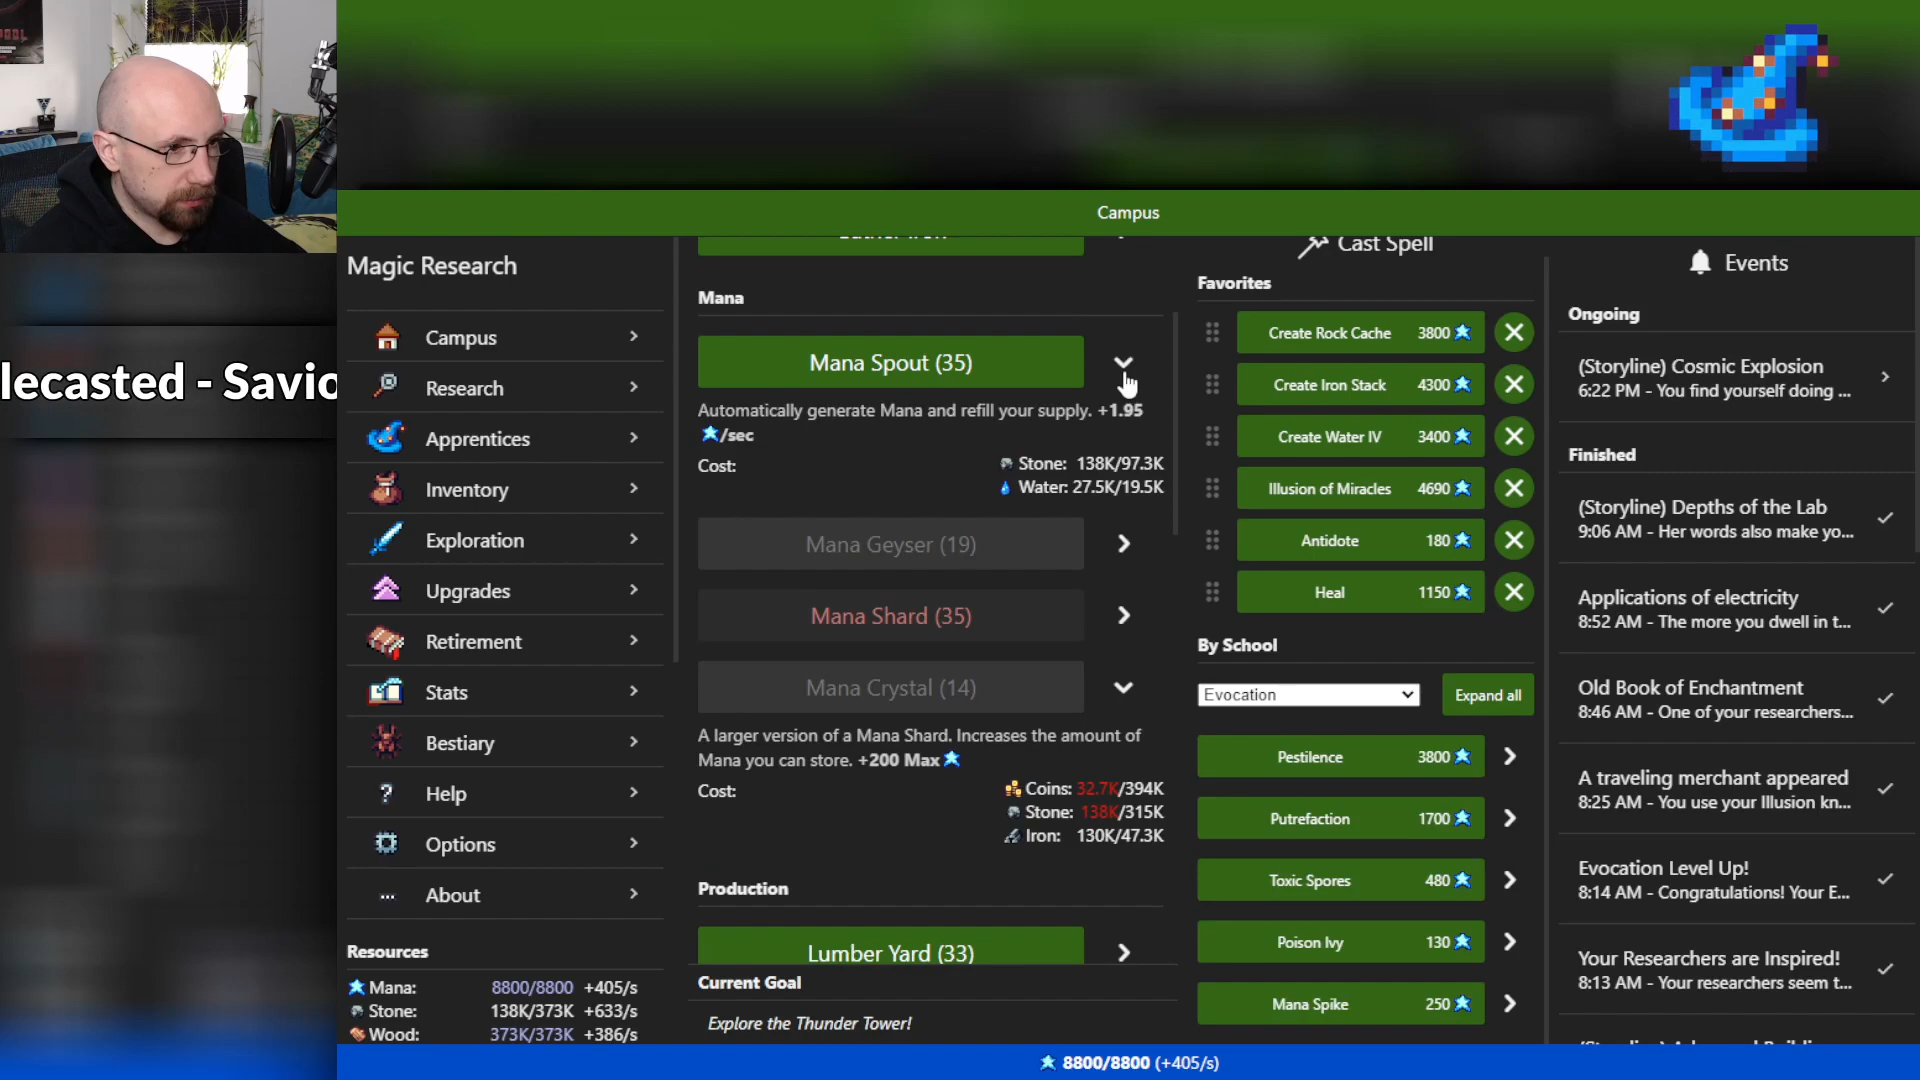 Campus
lecasted - Savio
Magic Research
Campus
Research
Apprentices
Inventory
Exploration
Upgrades
Retirement
Stats
Bestiary
Help
Options
About
Resources
Mana: 8800/8800 +405/s
Stone: 138K/373K +633/s
Wood: 373K/373K +386/s
Mana
Mana Spout (35)
Automatically generate Mana and refill your supply. +1.95
/sec
Cost: Stone: 138K/97.3K
Water: 27.5K/19.5K
Mana Geyser (19)
Mana Shard (35)
Mana Crystal (14)
A larger version of a Mana Shard. Increases the amount of
Mana you can store. +200 Max
Cost: Coins: 32.7K/394K
Stone: 138K/315K
Iron: 130K/47.3K
Production
Lumber Yard (33)
Current Goal
Explore the Thunder Tower!
Cast Spell
Favorites
Create Rock Cache 3800
Create Iron Stack 4300
Create Water IV 3400
Illusion of Miracles 4690
Antidote 180
Heal 1150
By School
Evocation Expand all
Pestilence 3800
Putrefaction 1700
Toxic Spores 480
Poison Ivy 130
Mana Spike 250
Events
Ongoing
(Storyline) Cosmic Explosion
6:22 PM - You find yourself doing ...
Finished
(Storyline) Depths of the Lab
9:06 AM - Her words also make yo...
Applications of electricity
8:52 AM - The more you dwell in t...
Old Book of Enchantment
8:46 AM - One of your researchers...
A traveling merchant appeared
8:25 AM - You use your Illusion kn...
Evocation Level Up!
8:14 AM - Congratulations! Your E...
Your Researchers are Inspired!
8:13 AM - Your researchers seem t...
8800/8800 (+405/s)